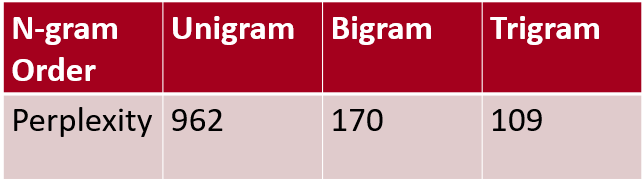 N-gram Order Unigram Bigram Trigram
Perplexity 962 170 109